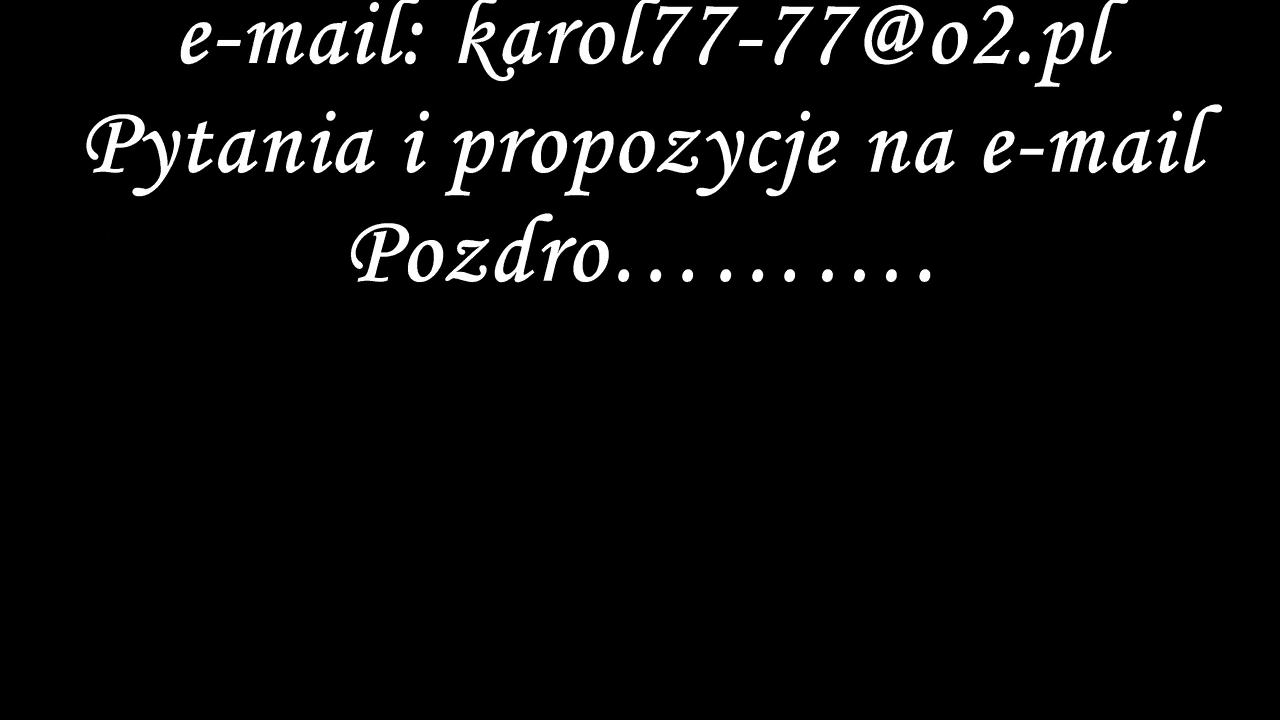 e-mail: karol77-77@o2.pl
Pytania i propozycje na e-mail
Pozdro……….